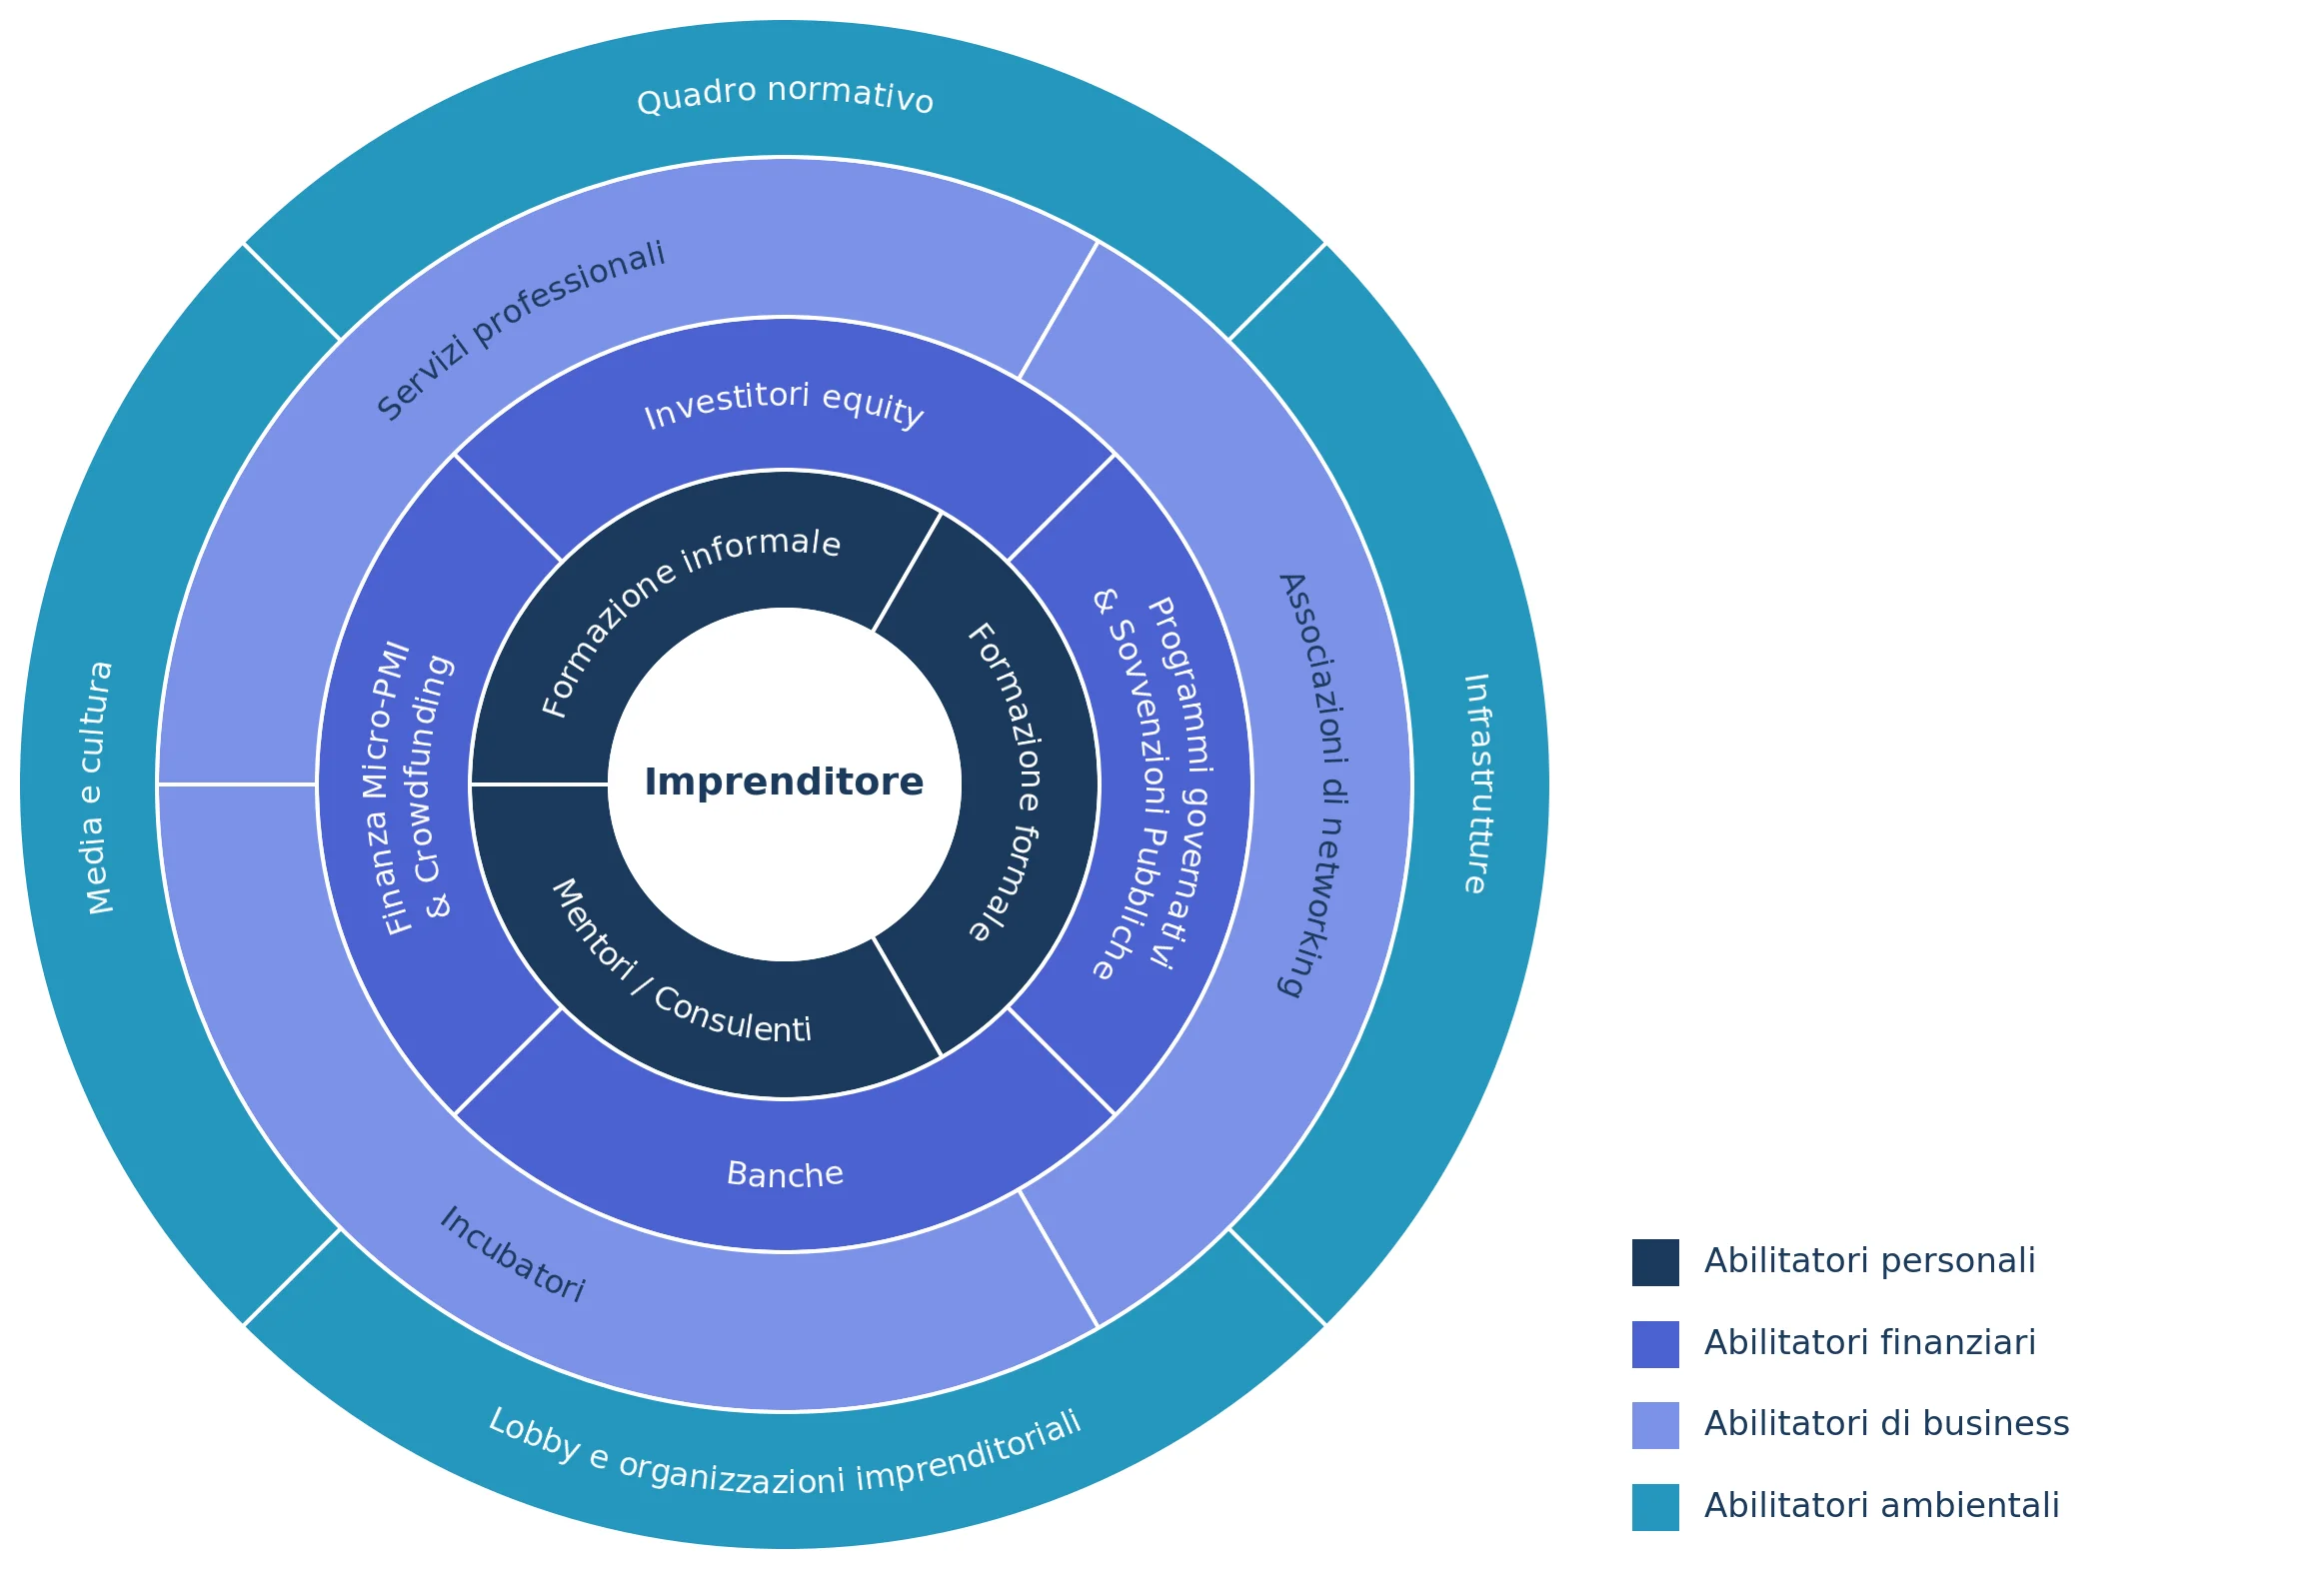 Quadro normativo
Servizi professionali
Investitori equity
Formazione informale
Formazione formale
Programmi governativi
& Sovvenzioni Pubbliche
Associazioni di networking
Infrastrutture
Media e cultura
Finanza Micro-PMI
& Crowdfunding
Imprenditore
Mentori / Consulenti
Banche
Incubatori
Lobby e organizzazioni imprenditoriali
Abilitatori personali
Abilitatori finanziari
Abilitatori di business
Abilitatori ambientali